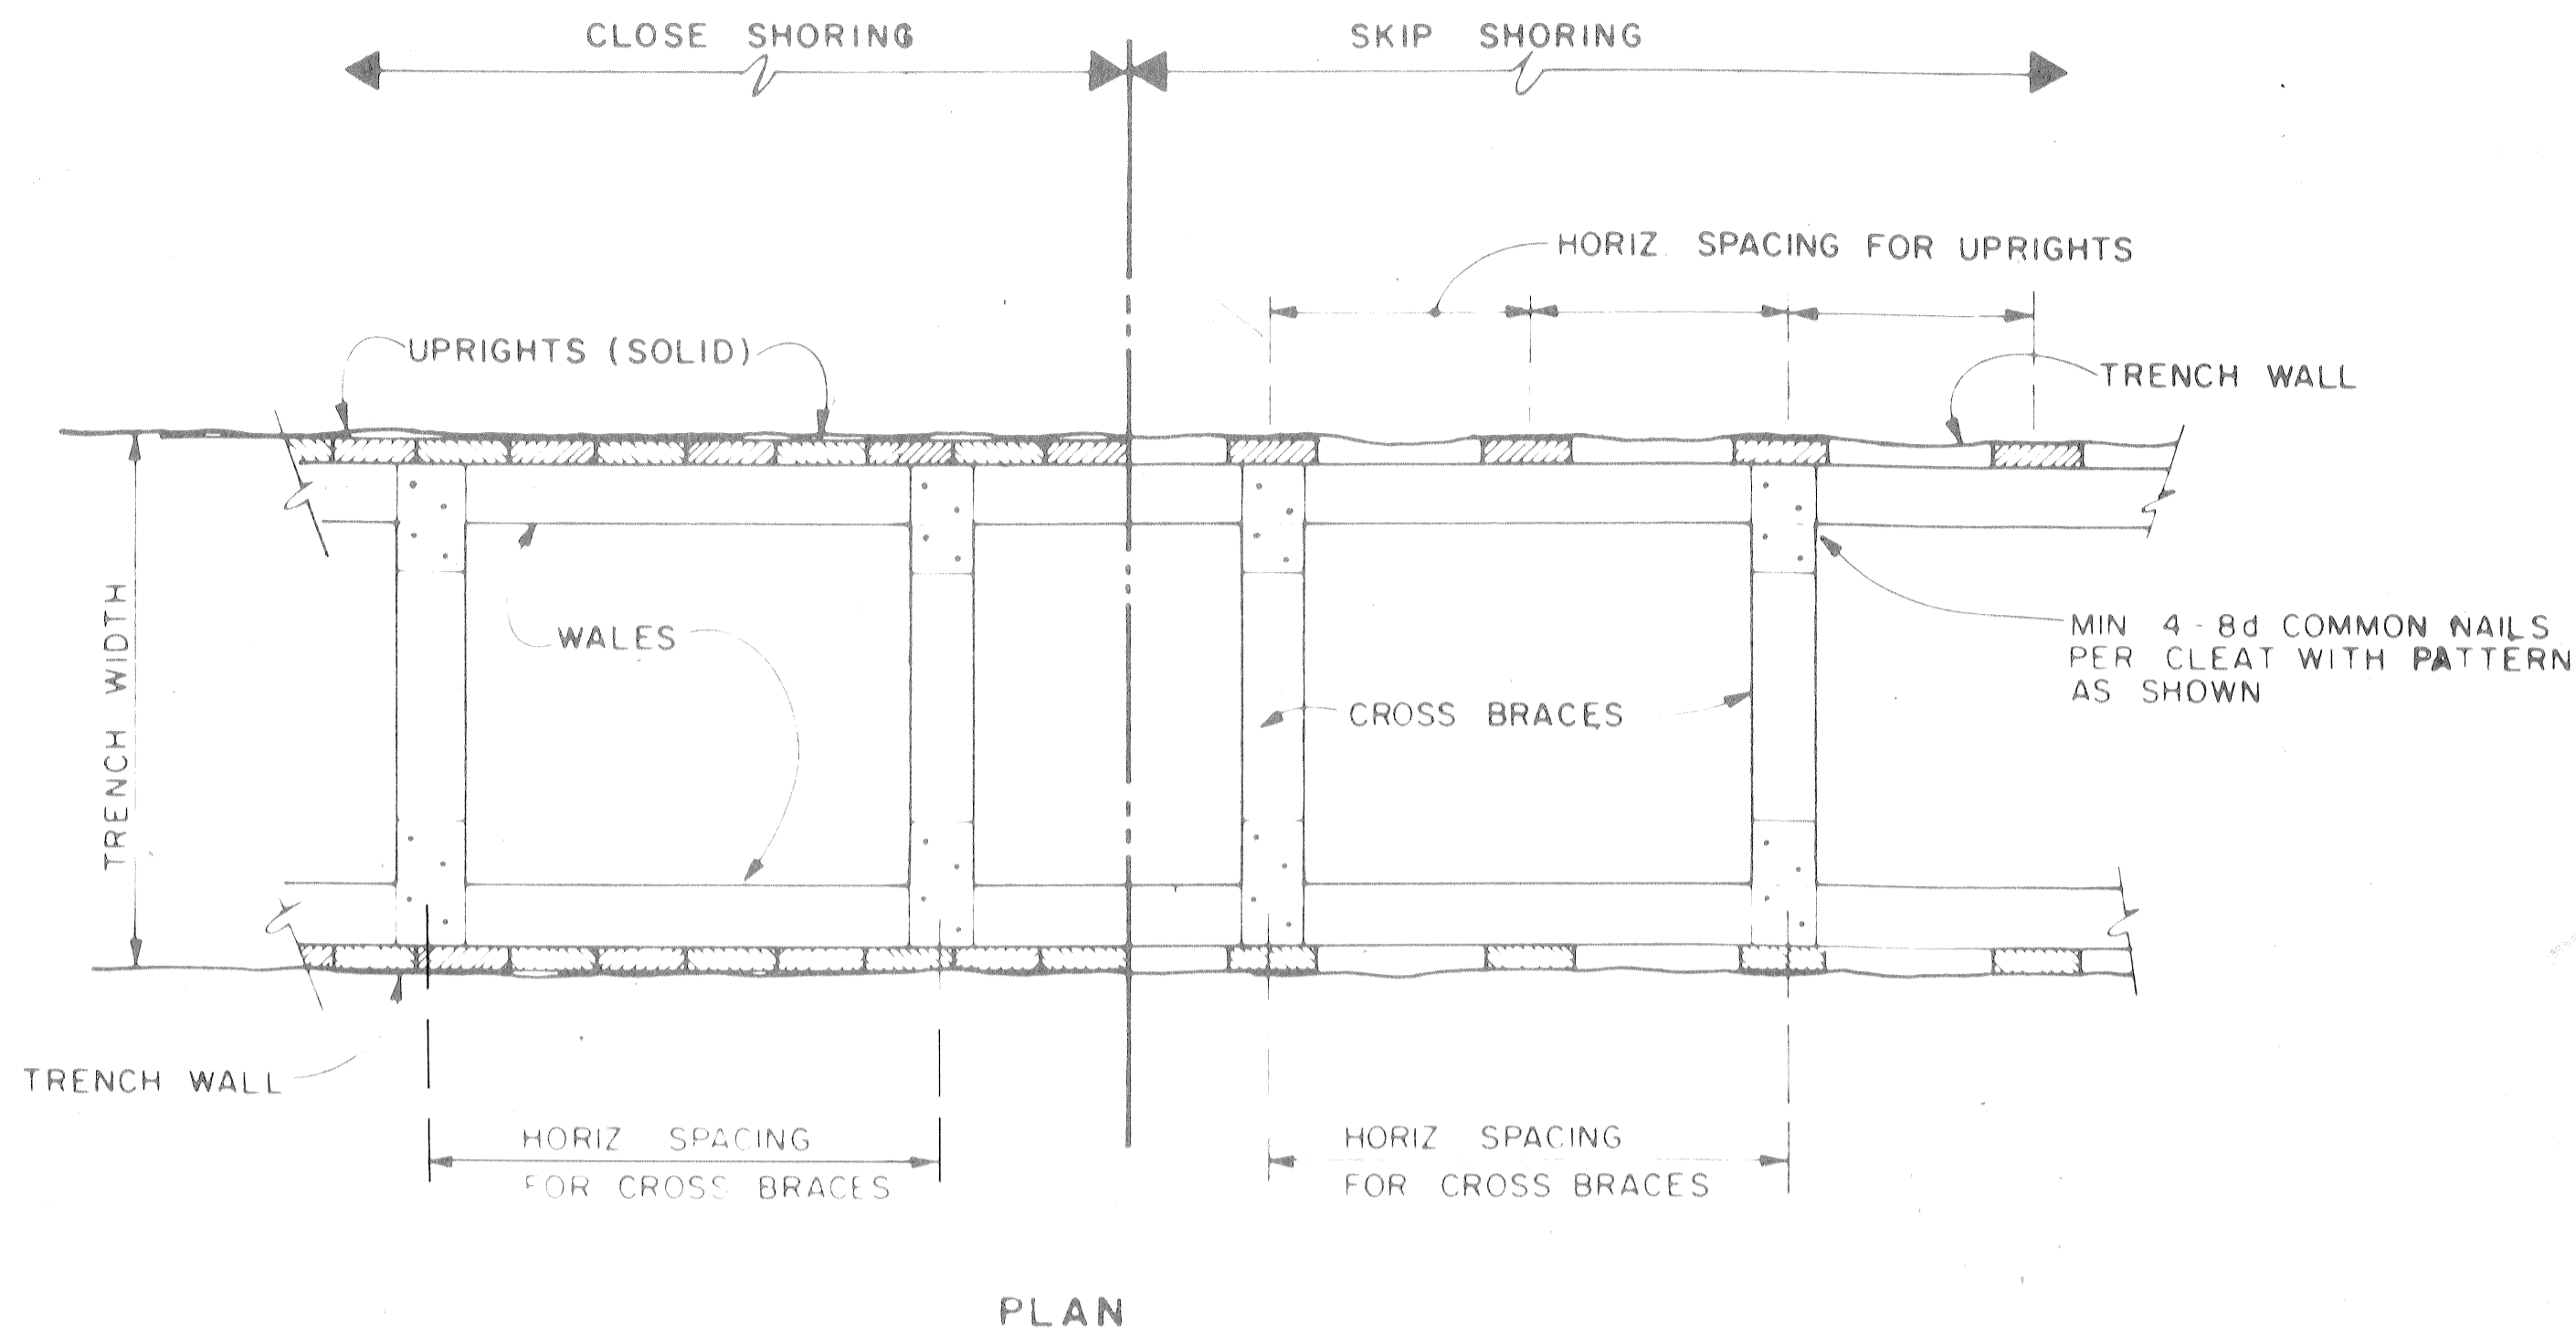 CLOSE SHORING
SKIP SHORING
HORIZ. SPACING FOR UPRIGHTS
UPRIGHTS (SOLID)
TRENCH WALL
TRENCH WIDTH
WALES
MIN 4 - 8d COMMON NAILS
PER CLEAT WITH PATTERN
AS SHOWN
CROSS BRACES
TRENCH WALL
HORIZ SPACING
FOR CROSS BRACES
HORIZ SPACING
FOR CROSS BRACES
PLAN